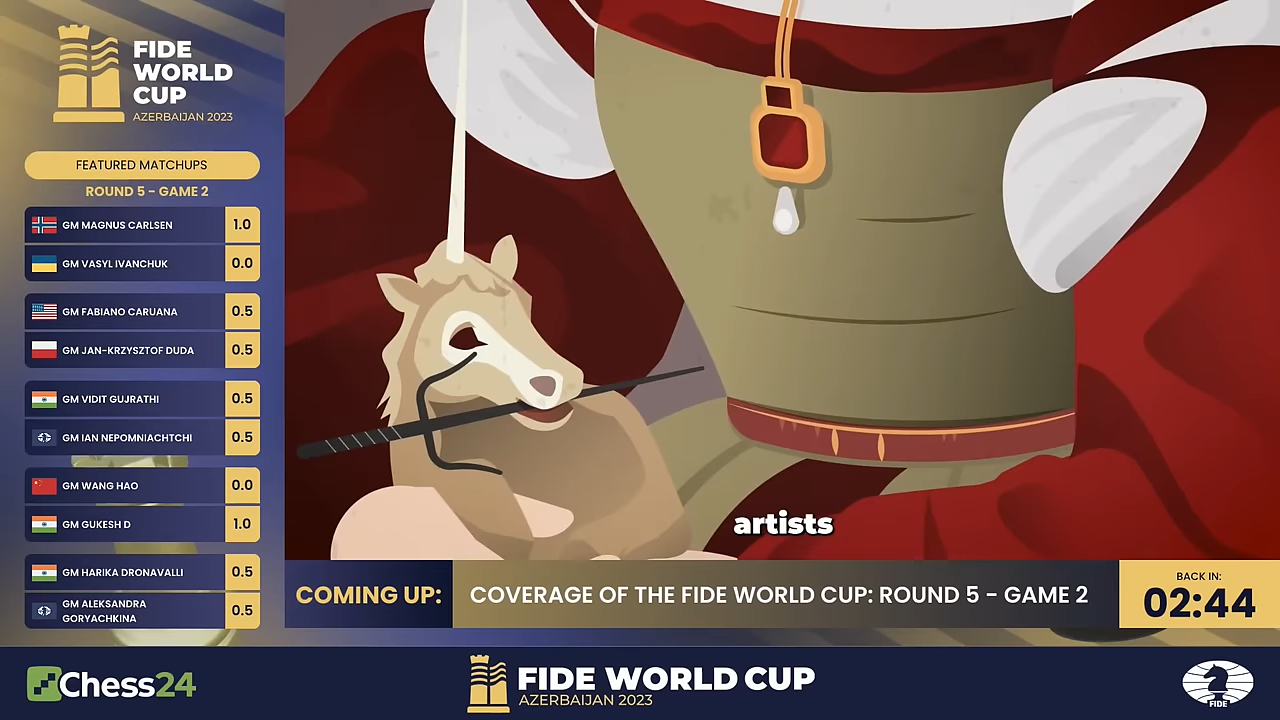 FIDE
WORLD
CUP
AZERBAIJAN 2023
FEATURED MATCHUPS
ROUND 5 - GAME 2
GM MAGNUS CARLSEN 1.0
GM VASYL IVANCHUK 0.0
GM FABIANO CARUANA 0.5
GM JAN-KRZYSZTOF DUDA 0.5
GM VIDIT GUJRATHI 0.5
GM IAN NEPOMNIACHTCHI 0.5
GM WANG HAO 0.0
GM GUKESH D 1.0
GM HARIKA DRONAVALLI 0.5
GM ALEKSANDRA
GORYACHKINA 0.5
artists
COMING UP: COVERAGE OF THE FIDE WORLD CUP: ROUND 5 - GAME 2
BACK IN:
02:44
Chess24
FIDE WORLD CUP
AZERBAIJAN 2023
FIDE